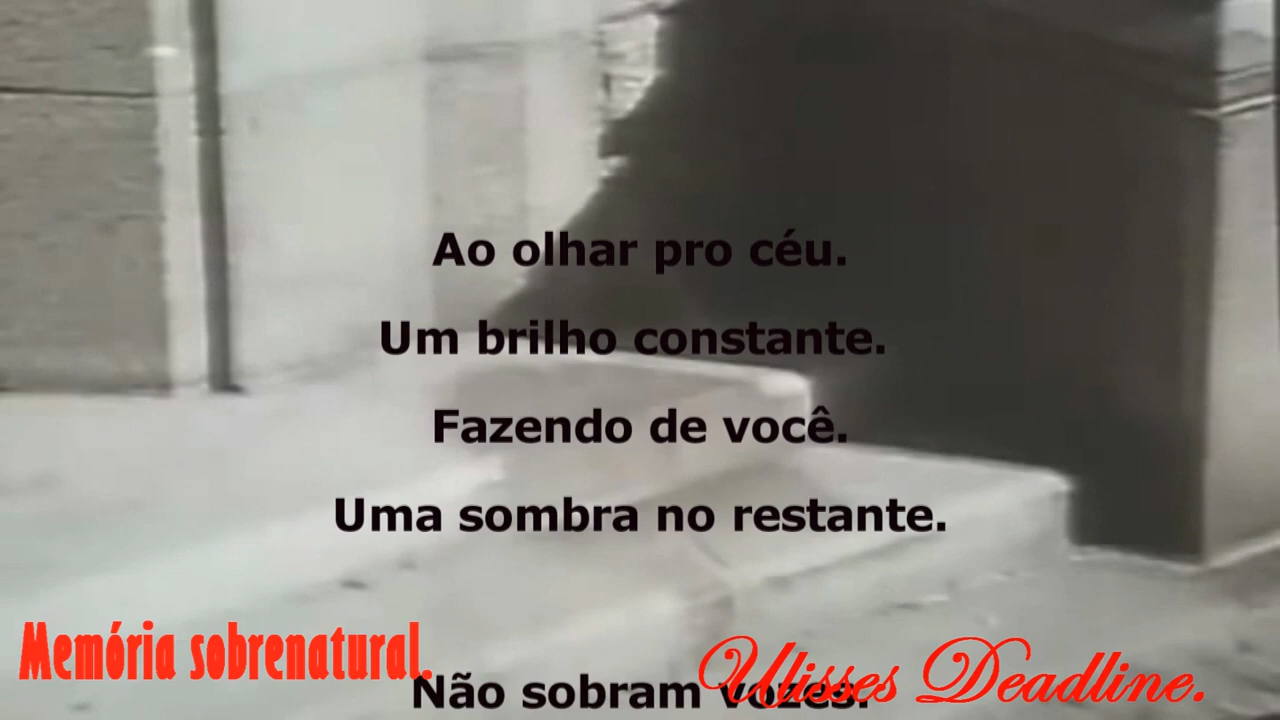 Ao olhar pro céu.
Um brilho constante.
Fazendo de você.
Uma sombra no restante.
Memória sobrenatural.
Ulisses Deadline.
Não sobram vozes.